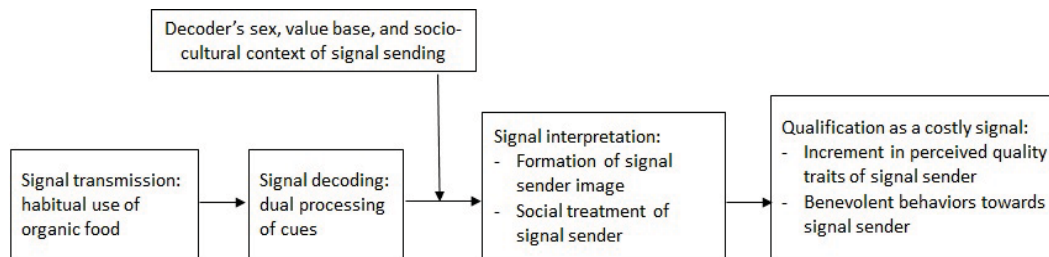 Decoder's sex, value base, and socio-
cultural context of signal sending
Signal transmission:
habitual use of
organic food
Signal decoding:
dual processing
of cues
Signal interpretation:
- Formation of signal
sender image
- Social treatment of
signal sender
Qualification as a costly signal:
- Increment in perceived quality
traits of signal sender
- Benevolent behaviors towards
signal sender